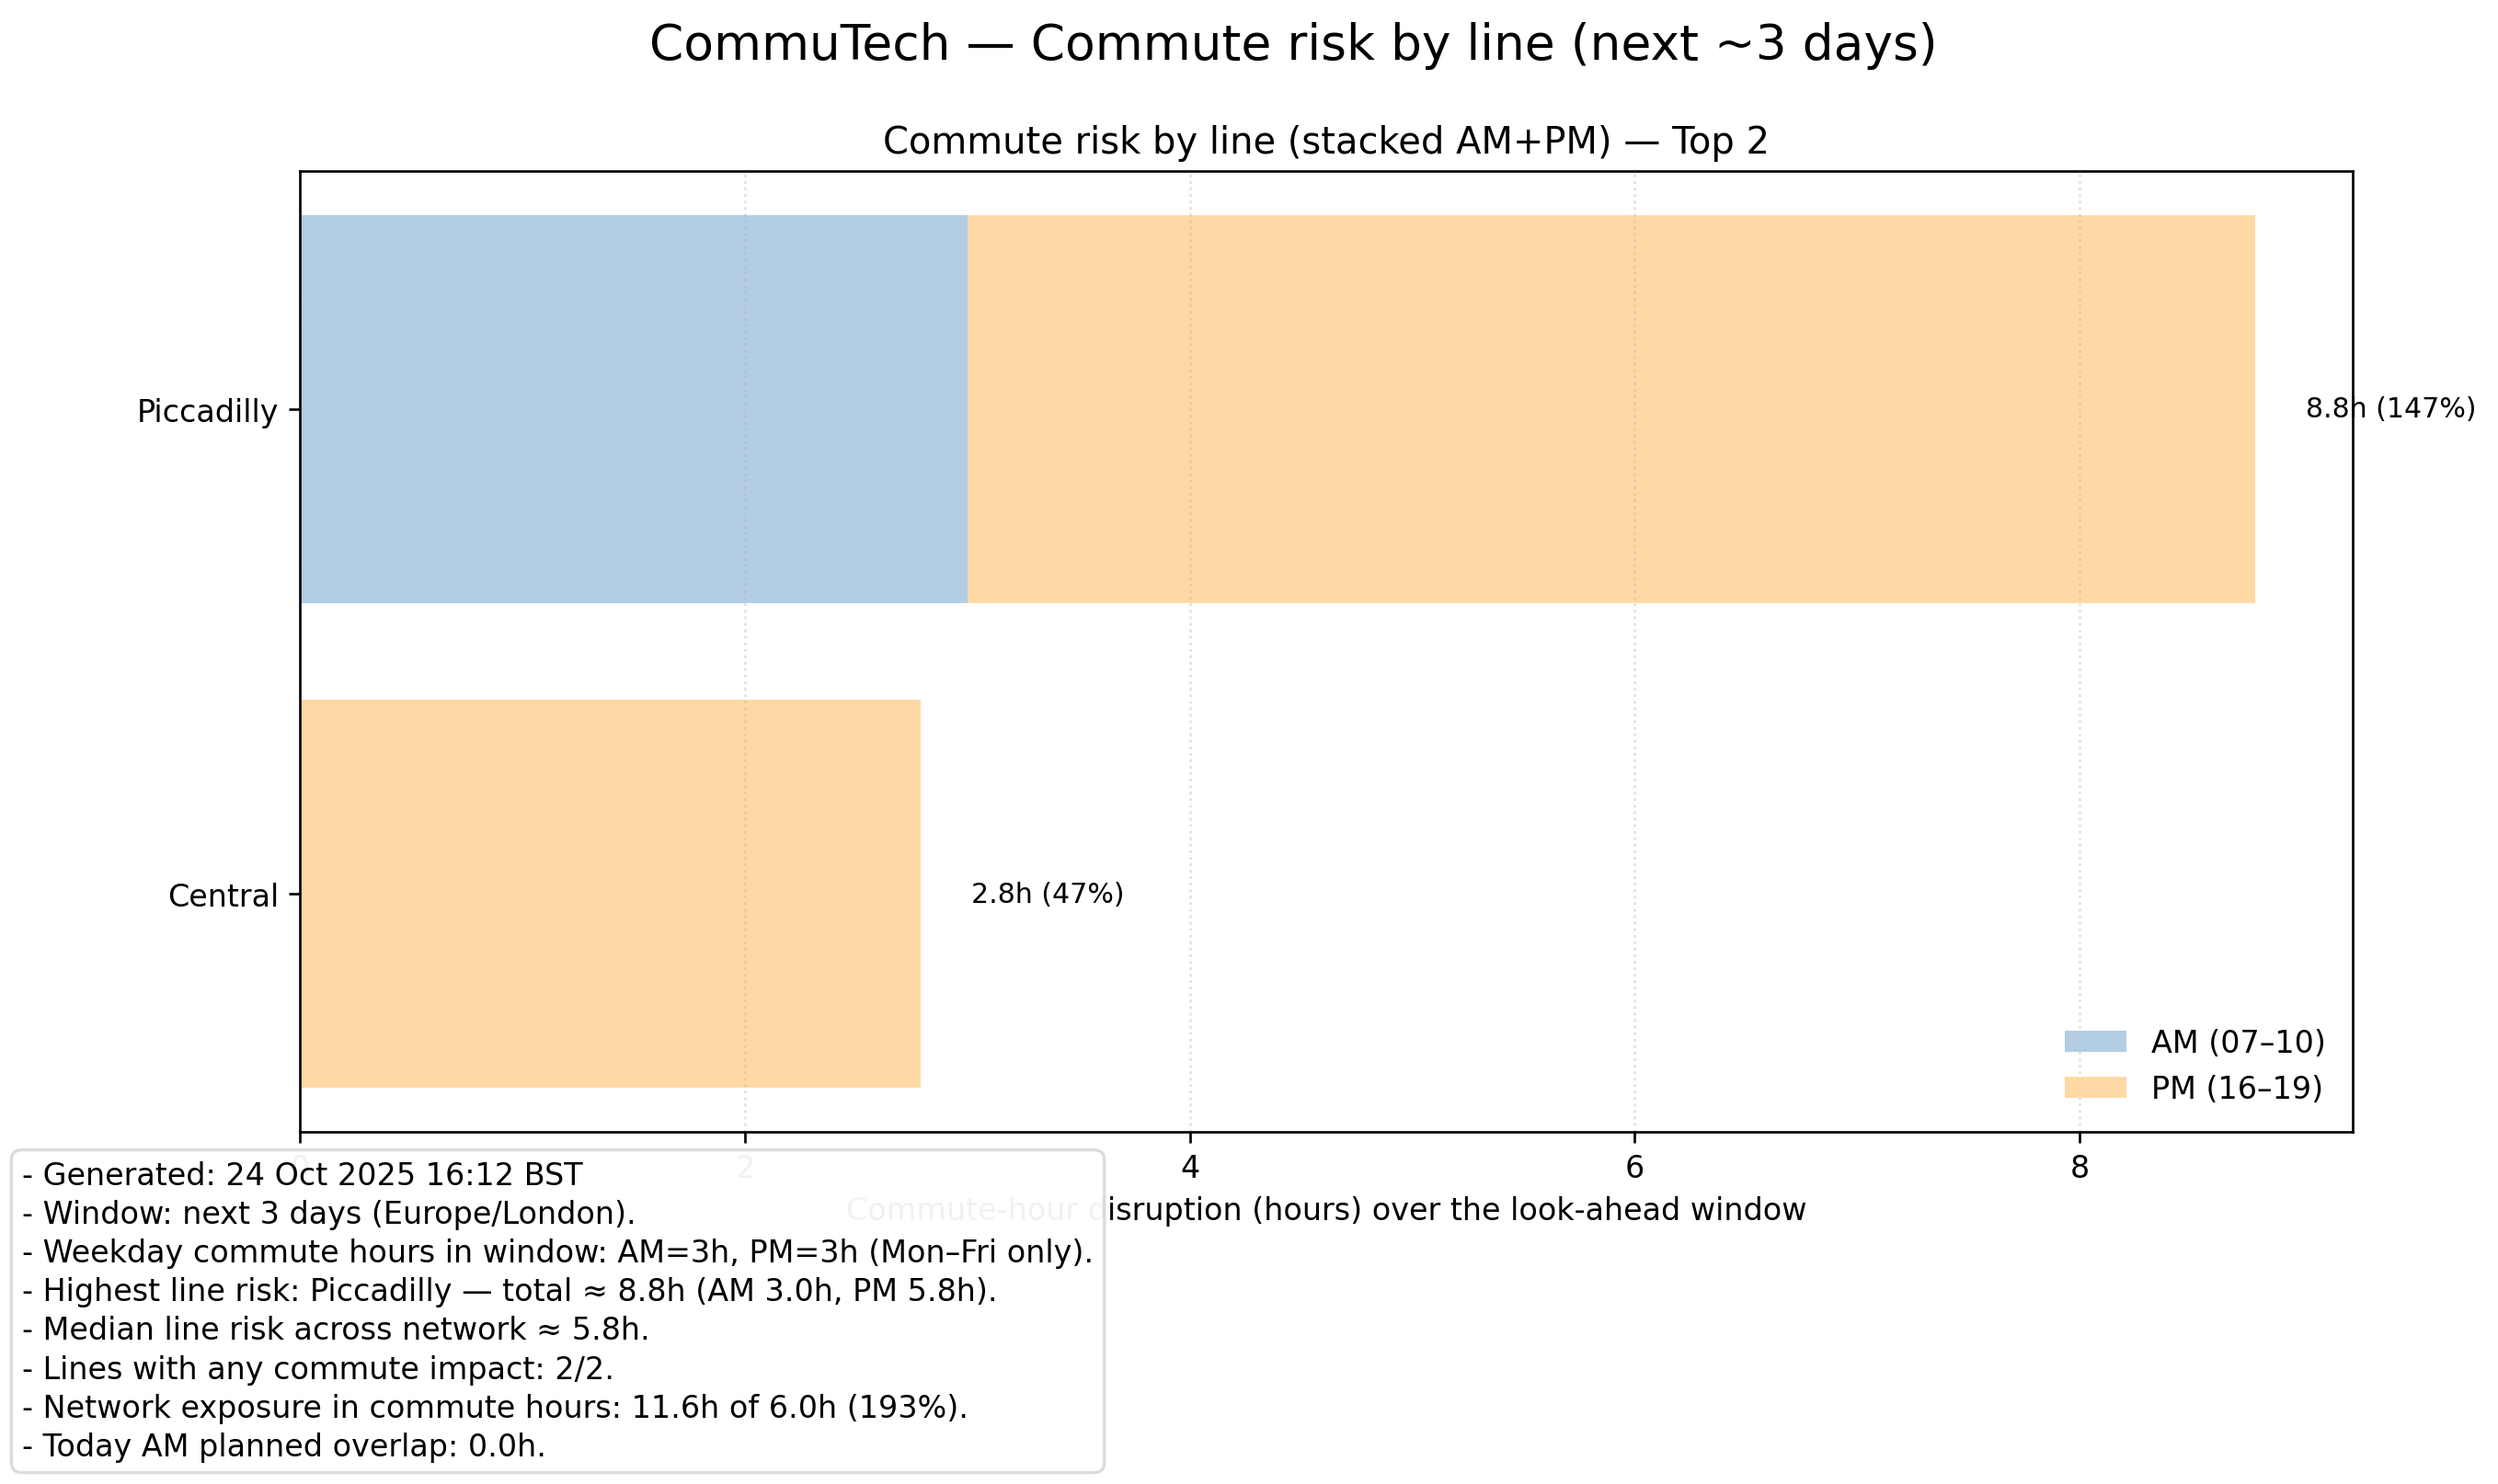 CommuTech — Commute risk by line (next ~3 days)
Commute risk by line (stacked AM+PM) — Top 2
Piccadilly
8.8h (147%)
Central
2.8h (47%)
AM (07–10)
PM (16–19)
0 2 4 6 8
Commute-hour disruption (hours) over the look-ahead window
- Generated: 24 Oct 2025 16:12 BST
- Window: next 3 days (Europe/London).
- Weekday commute hours in window: AM=3h, PM=3h (Mon–Fri only).
- Highest line risk: Piccadilly — total ≈ 8.8h (AM 3.0h, PM 5.8h).
- Median line risk across network ≈ 5.8h.
- Lines with any commute impact: 2/2.
- Network exposure in commute hours: 11.6h of 6.0h (193%).
- Today AM planned overlap: 0.0h.